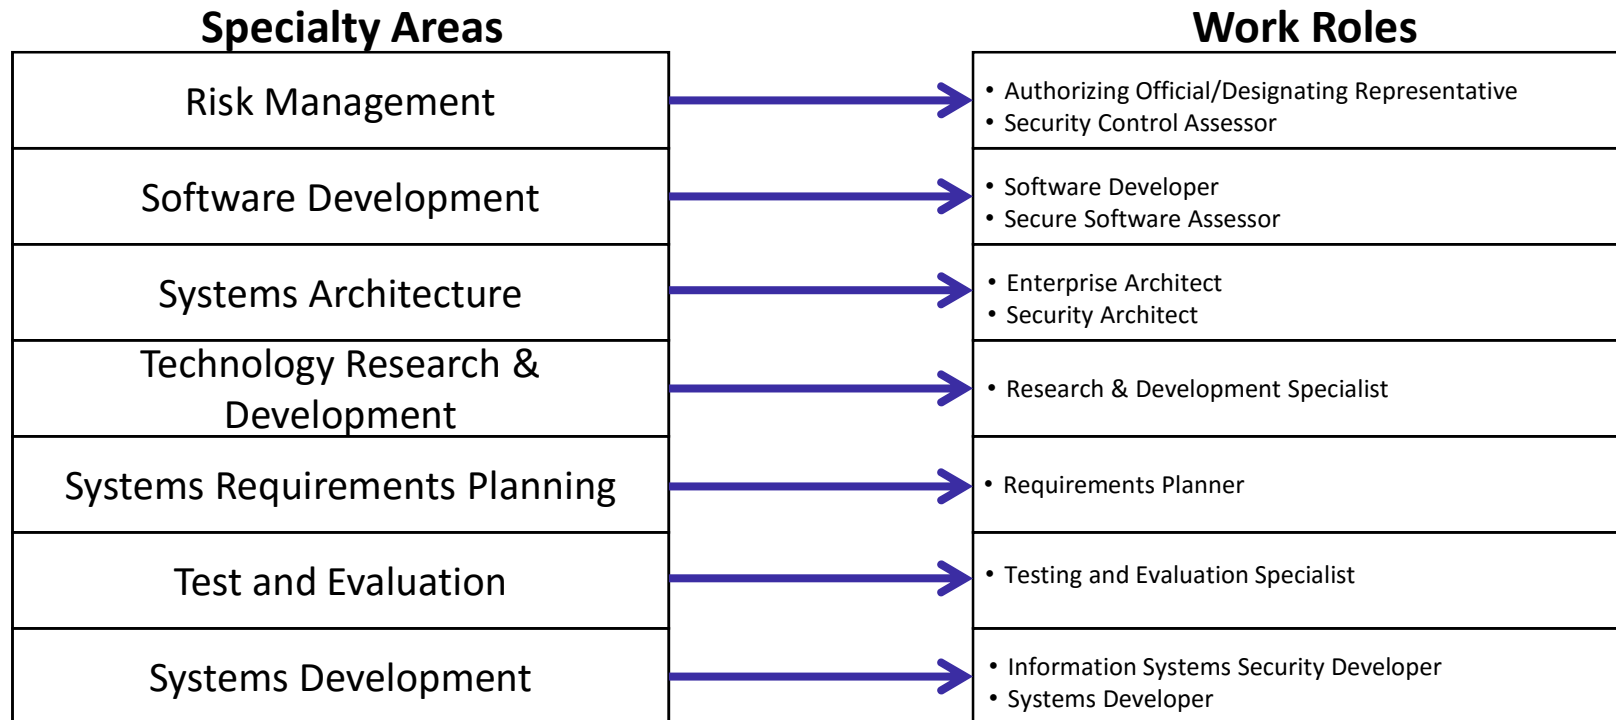 Specialty Areas
Work Roles
Risk Management
• Authorizing Official/Designating Representative
• Security Control Assessor
Software Development
• Software Developer
• Secure Software Assessor
Systems Architecture
• Enterprise Architect
• Security Architect
Technology Research &
Development
• Research & Development Specialist
Systems Requirements Planning
• Requirements Planner
Test and Evaluation
• Testing and Evaluation Specialist
Systems Development
• Information Systems Security Developer
• Systems Developer